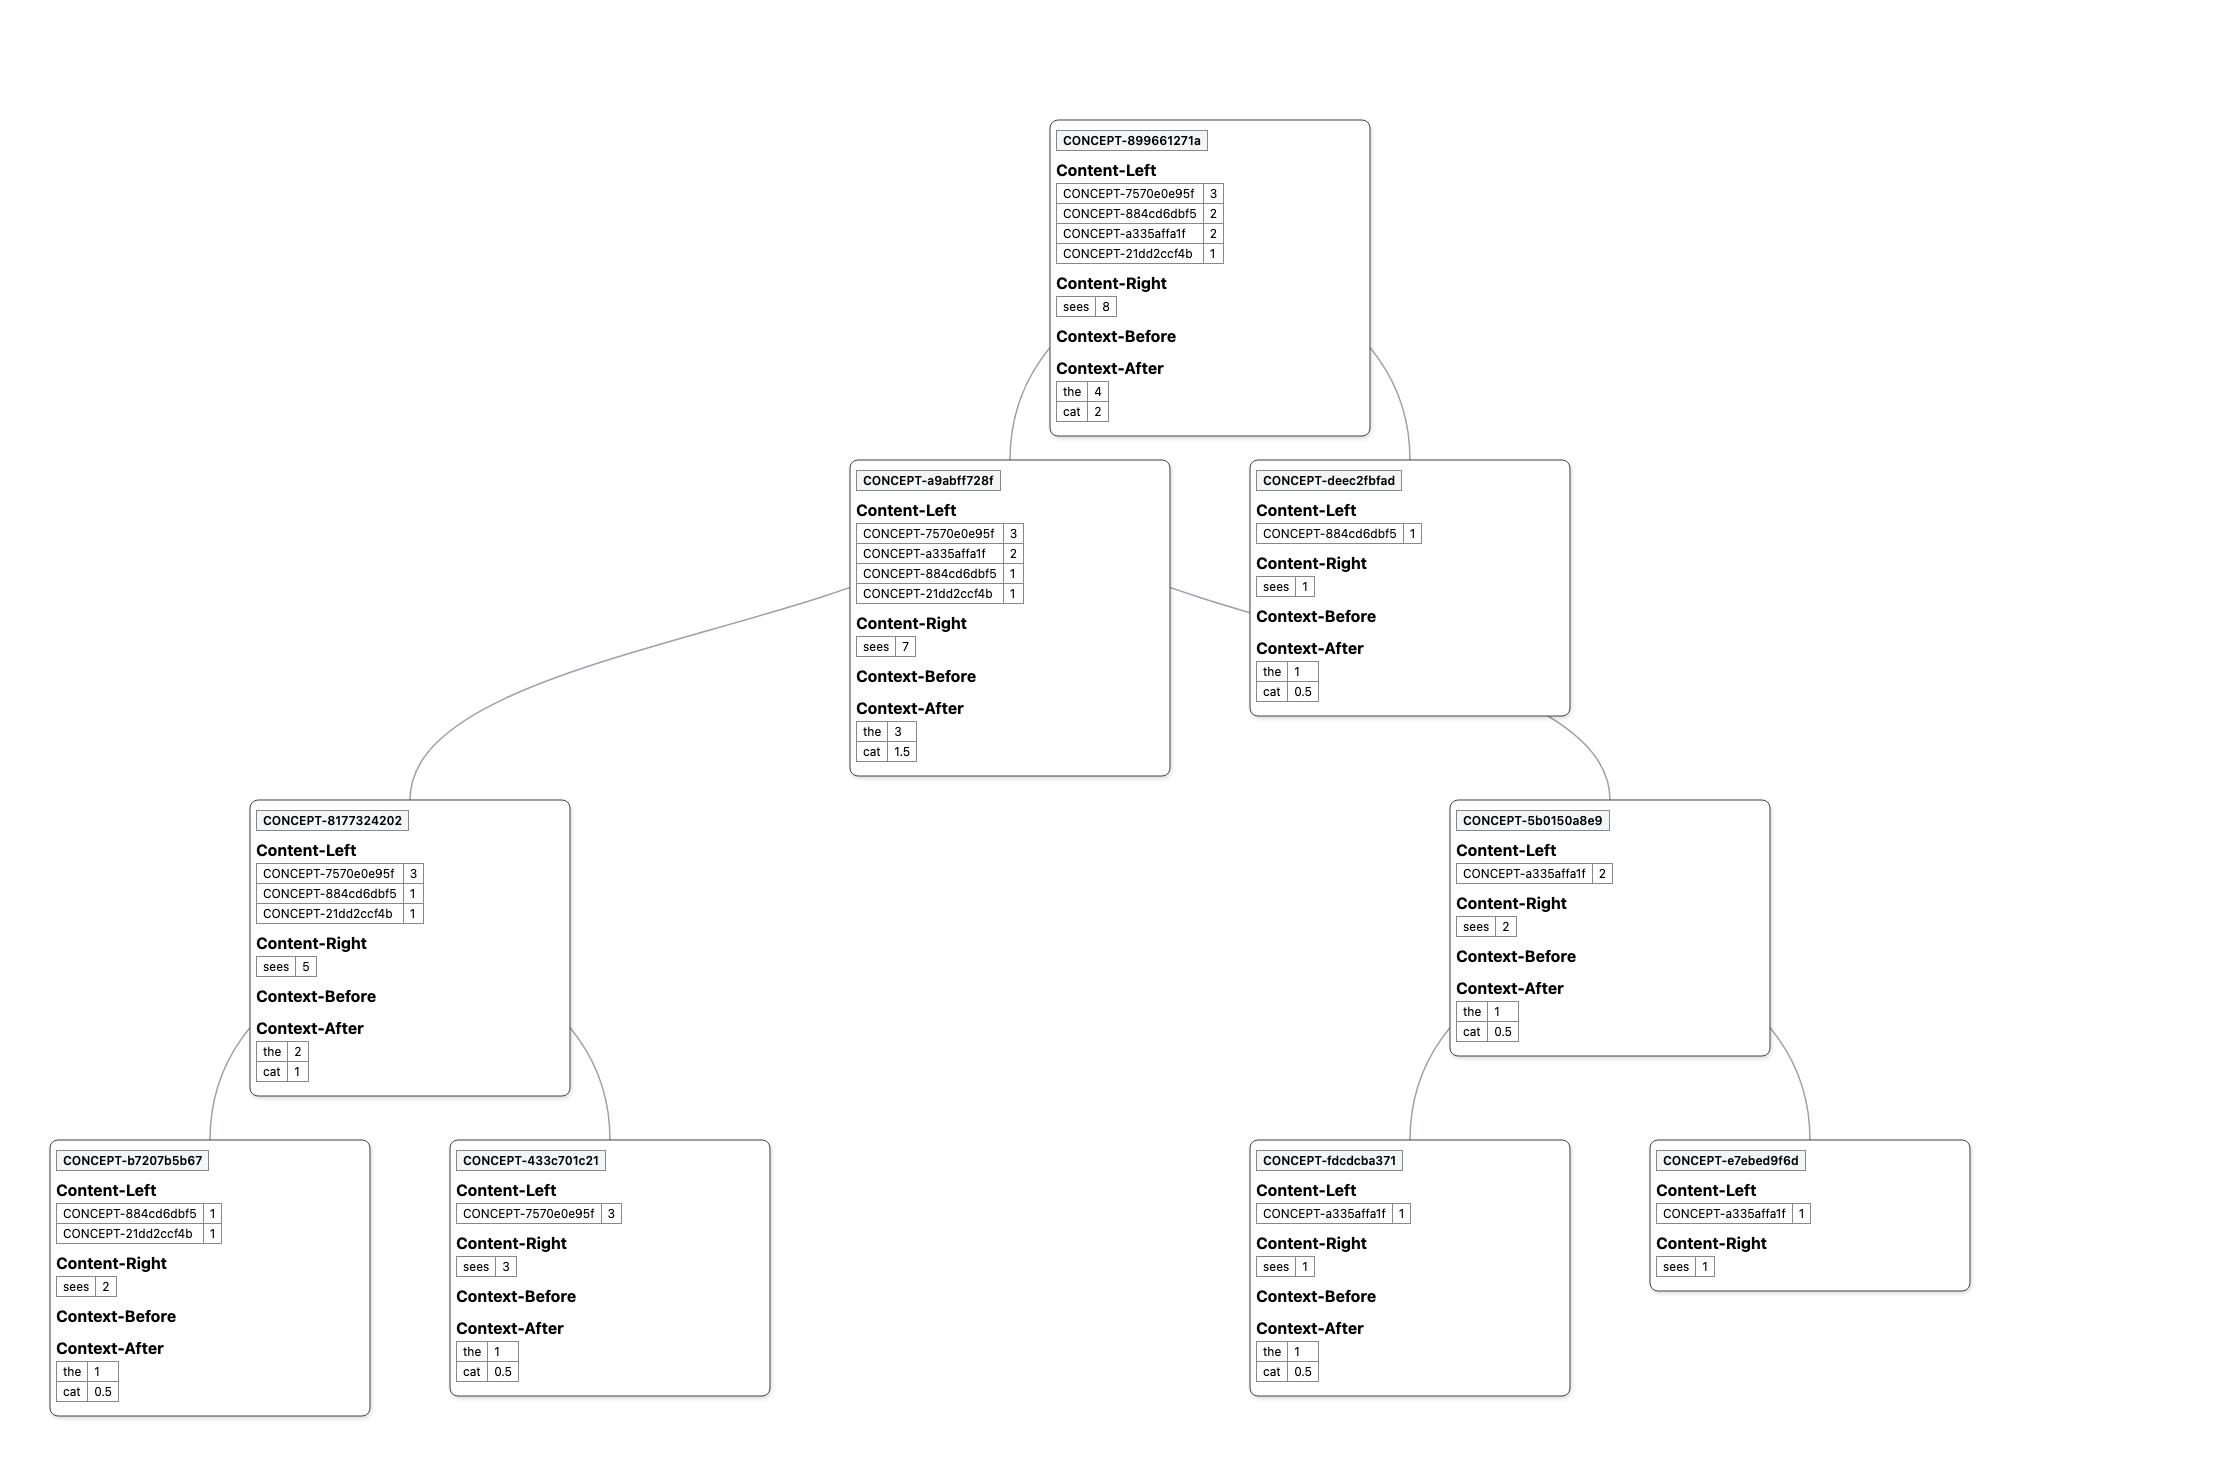 CONCEPT-899661271a
Content-Left
CONCEPT-7570e0e95f 3
CONCEPT-884cd6dbf5 2
CONCEPT-a335affa1f 2
CONCEPT-21dd2ccf4b 1
Content-Right
sees 8
Context-Before
Context-After
the 4
cat 2
CONCEPT-a9abff728f
Content-Left
CONCEPT-7570e0e95f 3
CONCEPT-a335affa1f 2
CONCEPT-884cd6dbf5 1
CONCEPT-21dd2ccf4b 1
Content-Right
sees 7
Context-Before
Context-After
the 3
cat 1.5
CONCEPT-deec2fbfad
Content-Left
CONCEPT-884cd6dbf5 1
Content-Right
sees 1
Context-Before
Context-After
the 1
cat 0.5
CONCEPT-8177324202
Content-Left
CONCEPT-7570e0e95f 3
CONCEPT-884cd6dbf5 1
CONCEPT-21dd2ccf4b 1
Content-Right
sees 5
Context-Before
Context-After
the 2
cat 1
CONCEPT-5b0150a8e9
Content-Left
CONCEPT-a335affa1f 2
Content-Right
sees 2
Context-Before
Context-After
the 1
cat 0.5
CONCEPT-b7207b5b67
Content-Left
CONCEPT-884cd6dbf5 1
CONCEPT-21dd2ccf4b 1
Content-Right
sees 2
Context-Before
Context-After
the 1
cat 0.5
CONCEPT-433c701c21
Content-Left
CONCEPT-7570e0e95f 3
Content-Right
sees 3
Context-Before
Context-After
the 1
cat 0.5
CONCEPT-fdcdcba371
Content-Left
CONCEPT-a335affa1f 1
Content-Right
sees 1
Context-Before
Context-After
the 1
cat 0.5
CONCEPT-e7ebed9f6d
Content-Left
CONCEPT-a335affa1f 1
Content-Right
sees 1